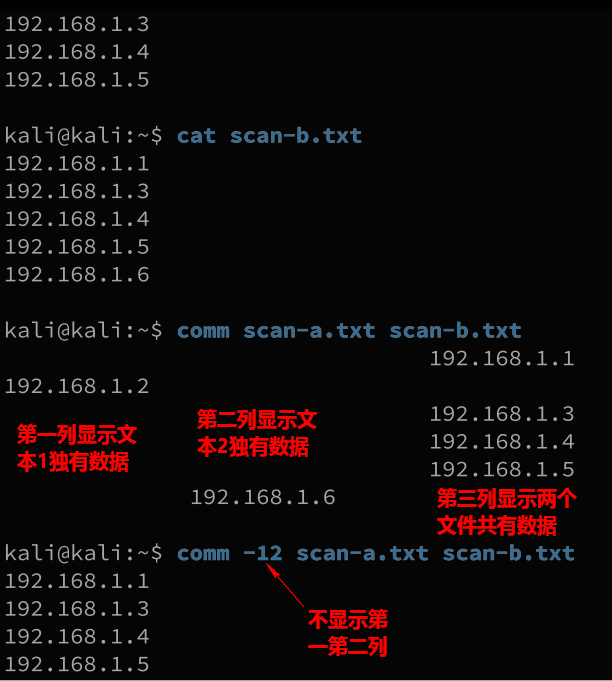 192.168.1.3
192.168.1.4
192.168.1.5
kali@kali:~$ cat scan-b.txt
192.168.1.1
192.168.1.3
192.168.1.4
192.168.1.5
192.168.1.6
kali@kali:~$ comm scan-a.txt scan-b.txt
192.168.1.1
192.168.1.2
第一列显示文
本1独有数据
第二列显示文
本2独有数据
192.168.1.3
192.168.1.4
192.168.1.5
192.168.1.6
第三列显示两个
文件共有数据
kali@kali:~$ comm -12 scan-a.txt scan-b.txt
192.168.1.1
192.168.1.3
192.168.1.4
192.168.1.5
不显示第
一第二列